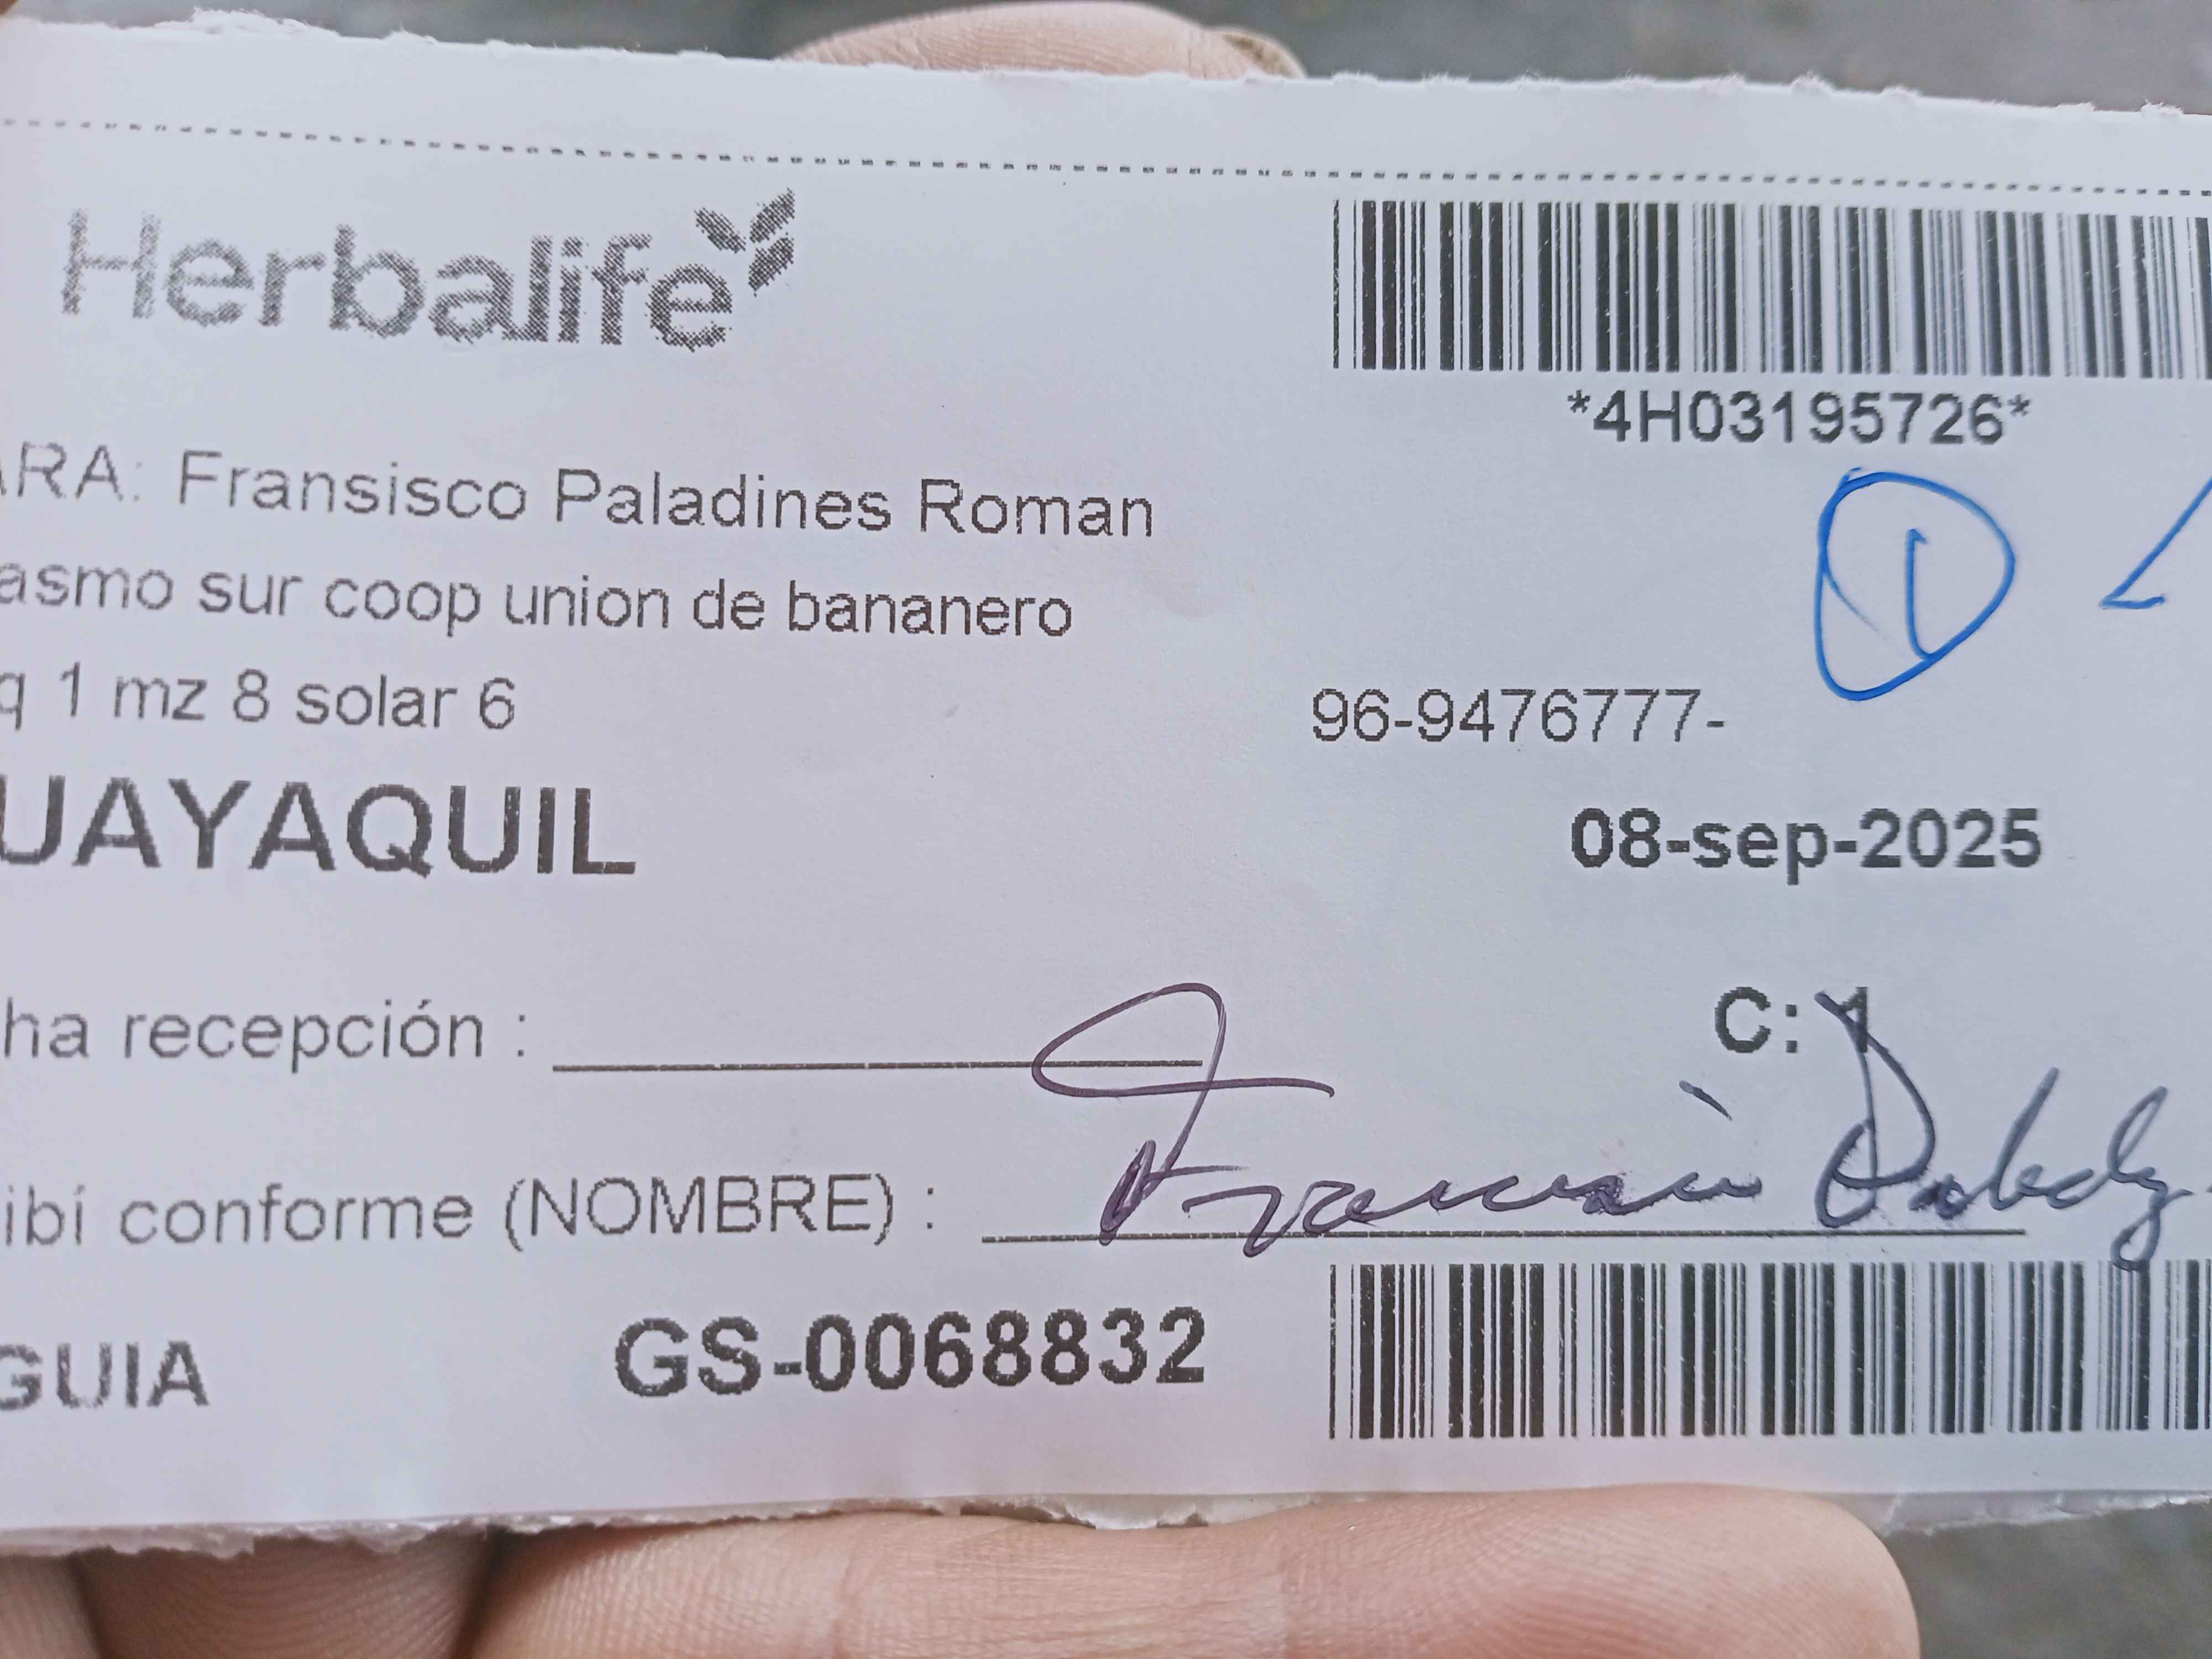 Herbalife
*4H03195726*
ARA: Fransisco Paladines Roman
asmo sur coop union de bananero
q 1 mz 8 solar 6
96-9476777-
UAYAQUIL
08-sep-2025
1
ha recepción :
C: 1
ibí conforme (NOMBRE) :
GUIA
GS-0068832